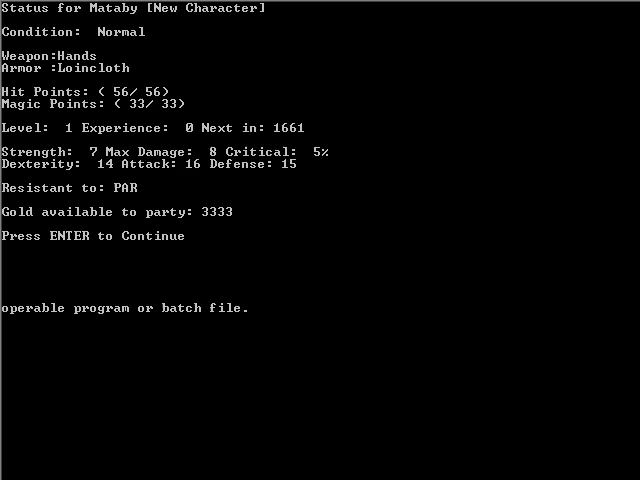 Status for Mataby [New Character]
Condition:  Normal
Weapon:Hands
Armor :Loincloth
Hit Points: ( 56/ 56)
Magic Points: ( 33/ 33)
Level:  1 Experience:  0 Next in: 1661
Strength:  7 Max Damage:  8 Critical:  5%
Dexterity:  14 Attack: 16 Defense: 15
Resistant to: PAR
Gold available to party: 3333
Press ENTER to Continue
operable program or batch file.